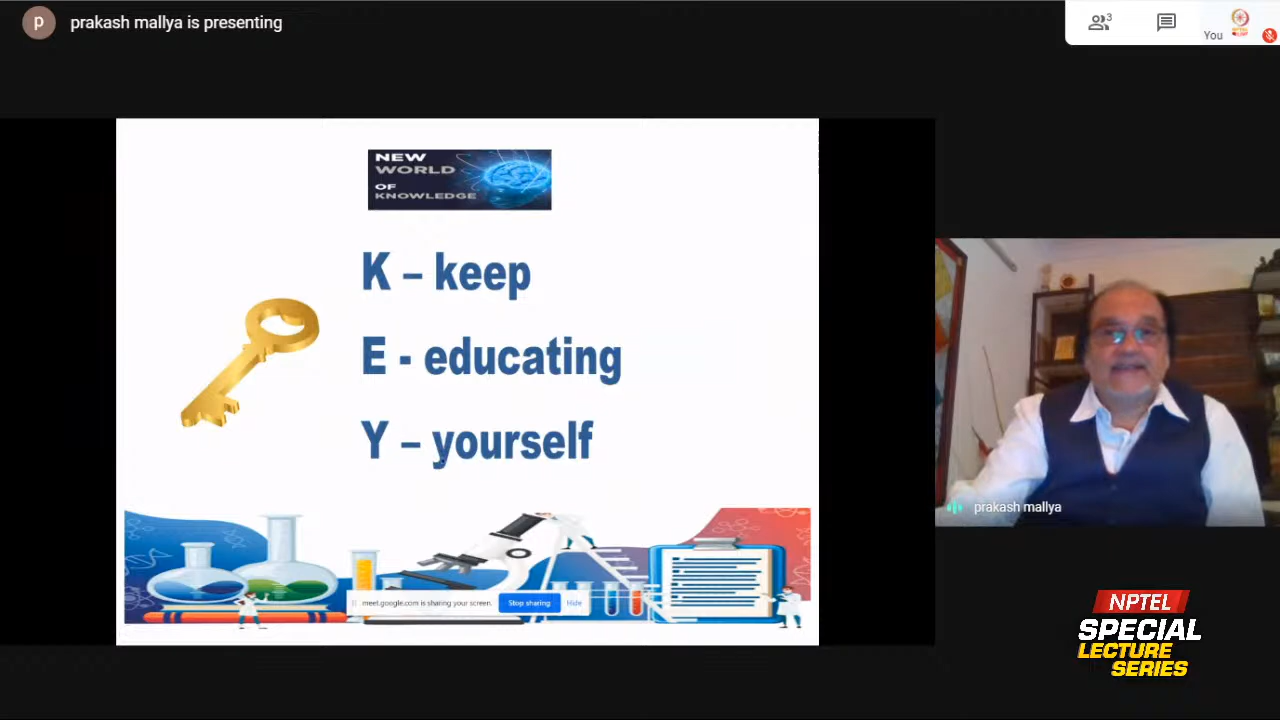 p
prakash mallya is presenting
3
You
NEW
WORLD
OF
KNOWLEDGE
K – keep
E - educating
Y – yourself
meet.google.com is sharing your screen.
Stop sharing
Hide
prakash mallya
NPTEL
SPECIAL
LECTURE
SERIES